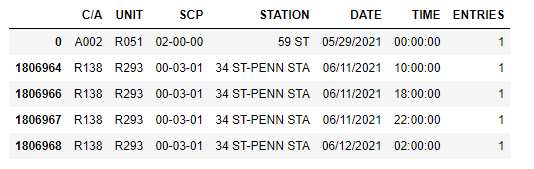 C/A UNIT SCP STATION DATE TIME ENTRIES
0 A002 R051 02-00-00 59 ST 05/29/2021 00:00:00 1
1806964 R138 R293 00-03-01 34 ST-PENN STA 06/11/2021 10:00:00 1
1806966 R138 R293 00-03-01 34 ST-PENN STA 06/11/2021 18:00:00 1
1806967 R138 R293 00-03-01 34 ST-PENN STA 06/11/2021 22:00:00 1
1806968 R138 R293 00-03-01 34 ST-PENN STA 06/12/2021 02:00:00 1